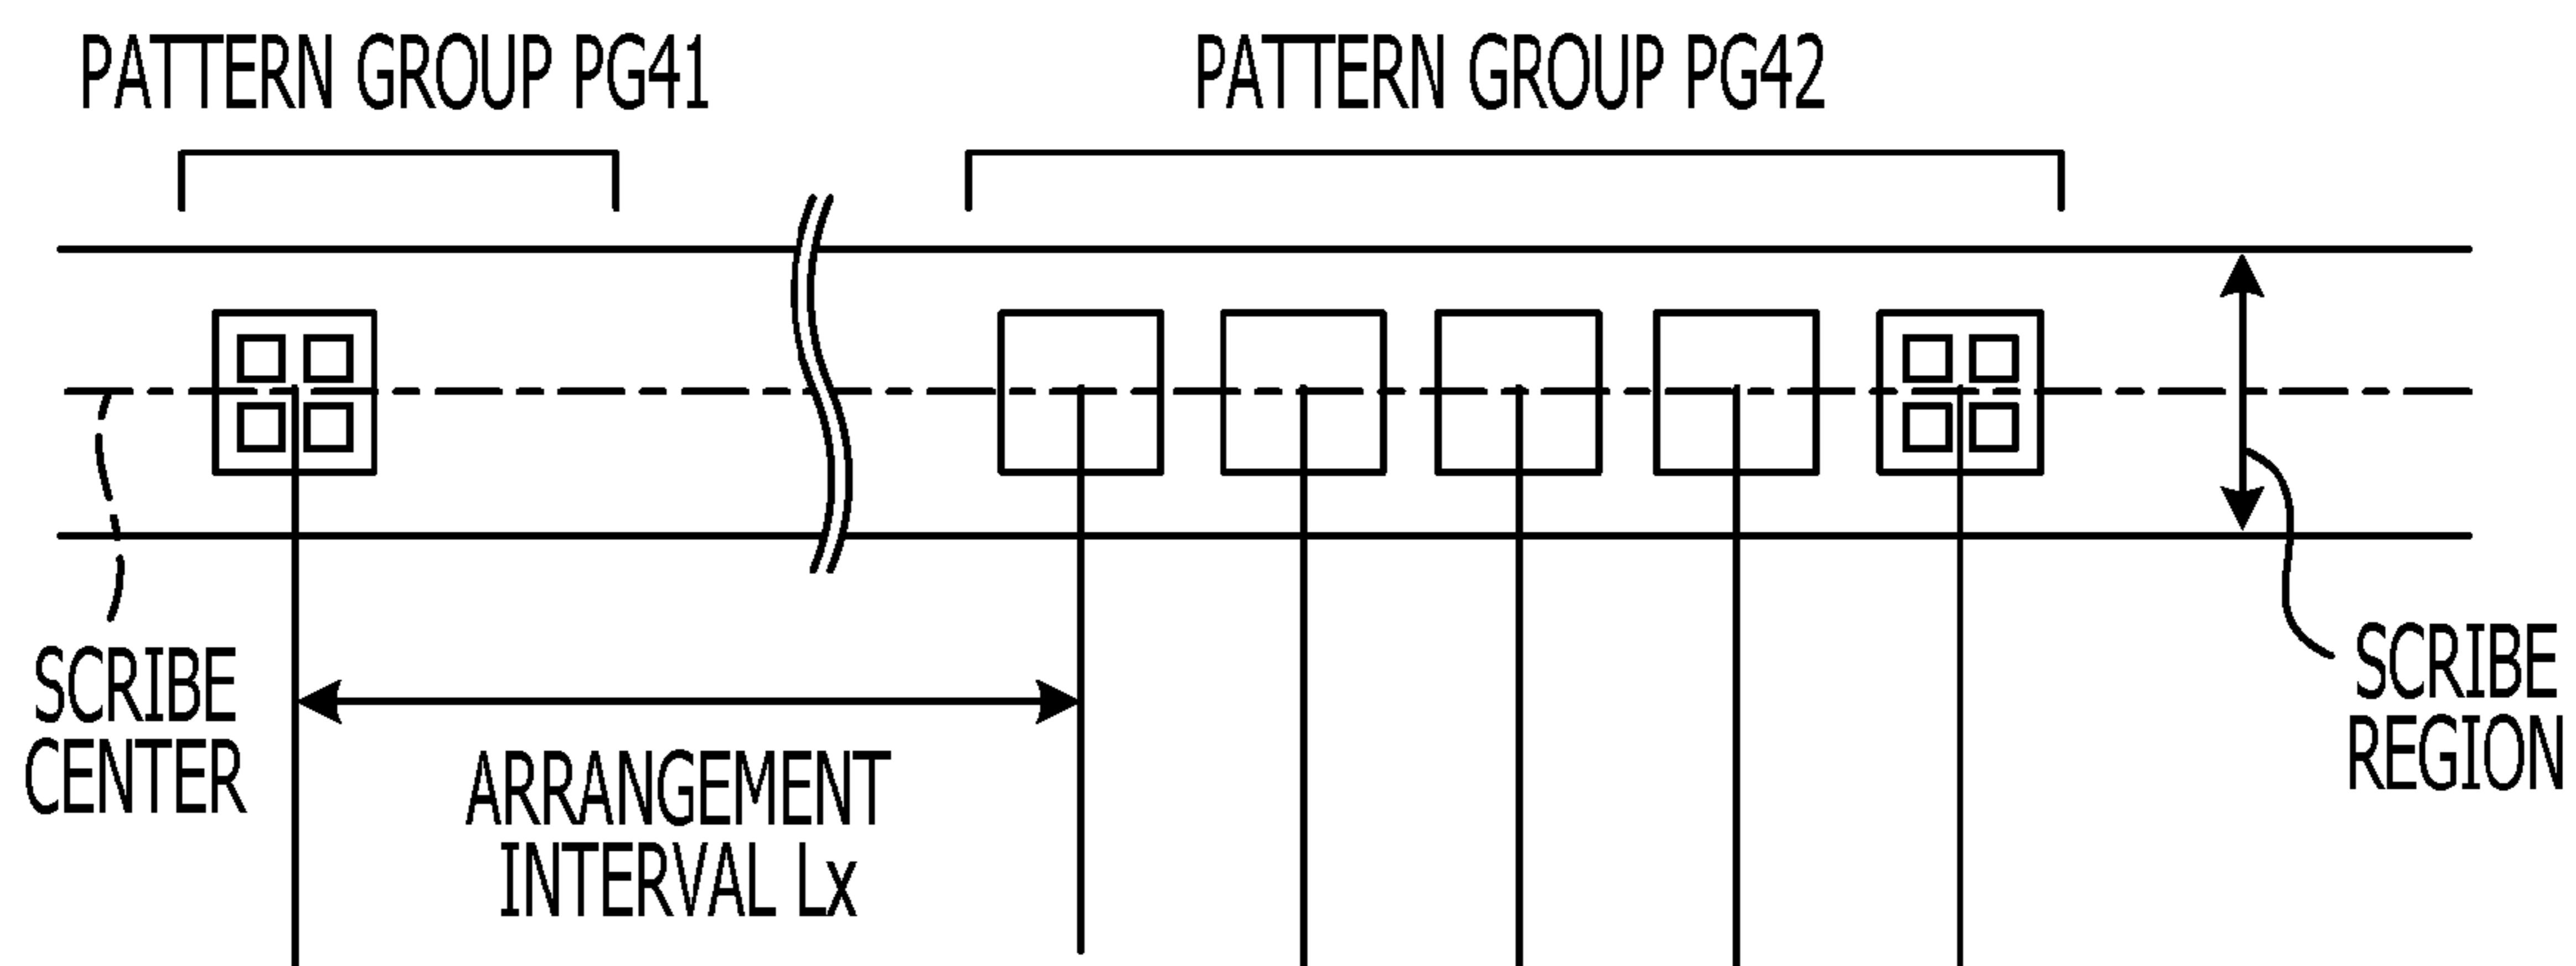 PATTERN GROUP PG41
PATTERN GROUP PG42
SCRIBE
CENTER
ARRANGEMENT
INTERVAL Lx
SCRIBE
REGION